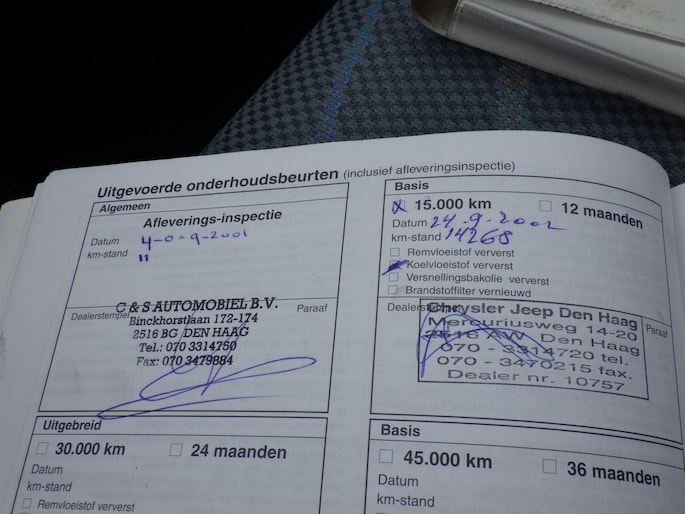 Uitgevoerde onderhoudsbeurten (inclusief afleveringsinspectie)
Algemeen
Afleverings-inspectie
Datum 4-0-9-2001
km-stand "
Dealerstempel Paraaf
C & S AUTOMOBIEL B.V.
Binckhorstlaan 172-174
2516 BG DEN HAAG
Tel.: 070 3314750
Fax: 070 3479884
Basis
15.000 km 12 maanden
Datum 24-9-2002
km-stand 14268
Remvloeistof ververst
Koelvloeistof ververst
Versnellingsbakolie ververst
Brandstoffilter vernieuwd
Dealerstempel Paraaf
Chrysler Jeep Den Haag
Mercuriusweg 14-20
2516 AW Den Haag
070 - 3314720 tel.
070 - 3470215 fax.
Dealer nr. 10757
Uitgebreid
30.000 km 24 maanden
Datum
km-stand
Remvloeistof ververst
Basis
45.000 km 36 maanden
Datum
km-stand